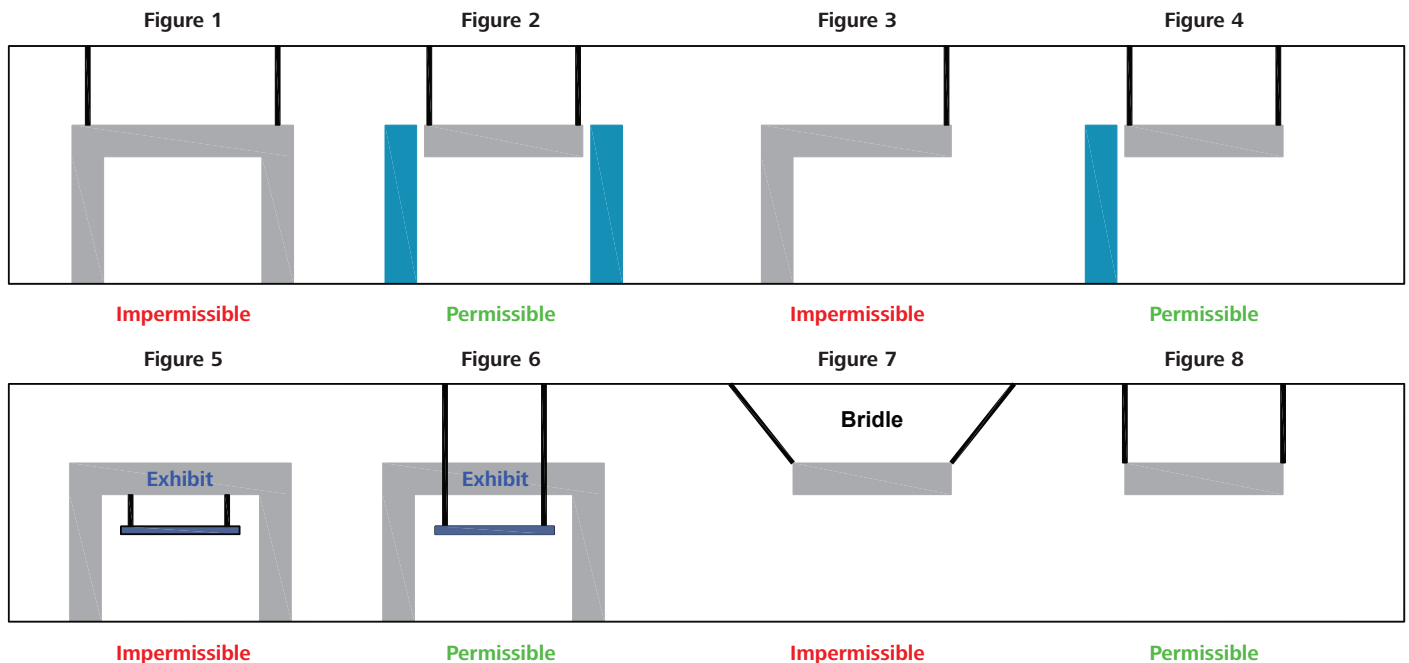 Figure 1 Figure 2 Figure 3 Figure 4
Impermissible Permissible Impermissible Permissible
Figure 5 Figure 6 Figure 7 Figure 8
Bridle
Exhibit Exhibit
Impermissible Permissible Impermissible Permissible